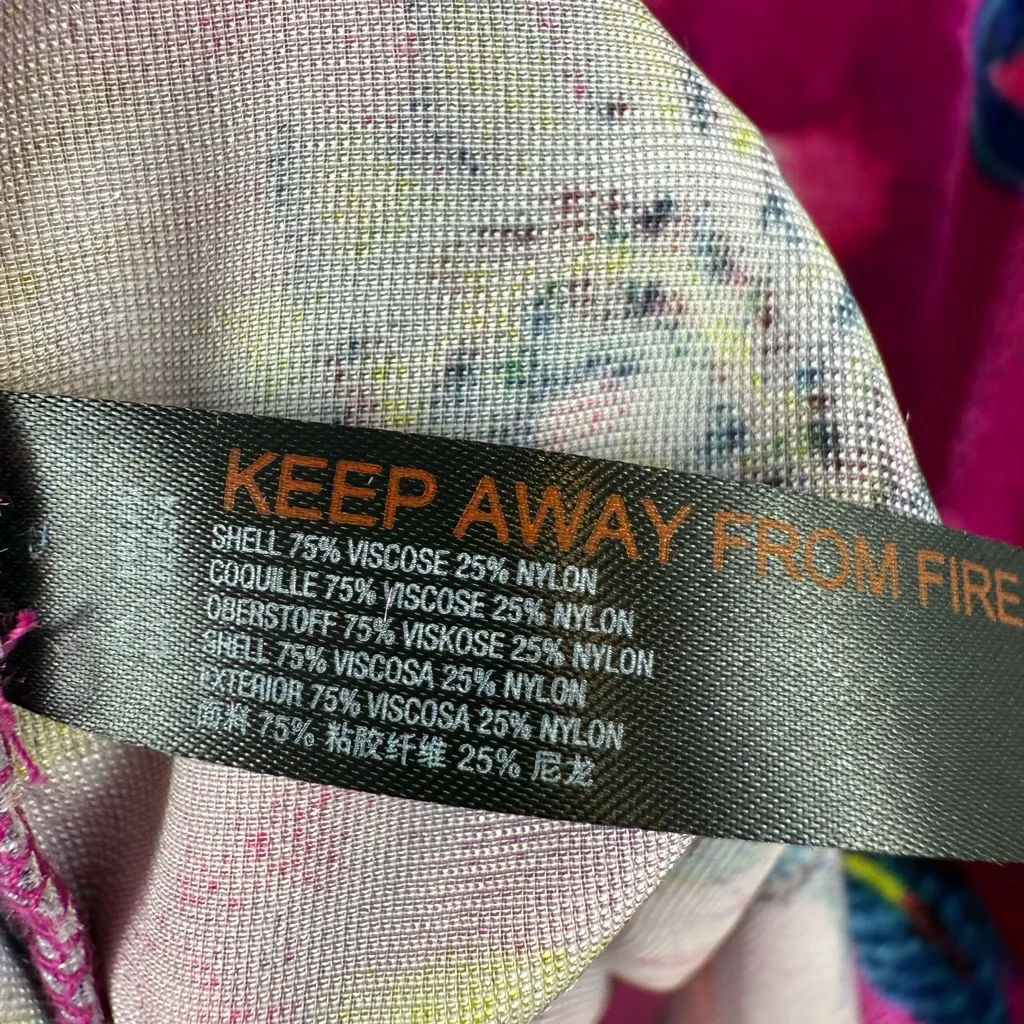 KEEP AWAY FROM FIRE
SHELL 75% VISCOSE 25% NYLON
COQUILLE 75% VISCOSE 25% NYLON
OBERSTOFF 75% VISKOSE 25% NYLON
SHELL 75% VISCOSA 25% NYLON
EXTERIOR 75% VISCOSA 25% NYLON
面料 75% 粘胶纤维 25% 尼龙